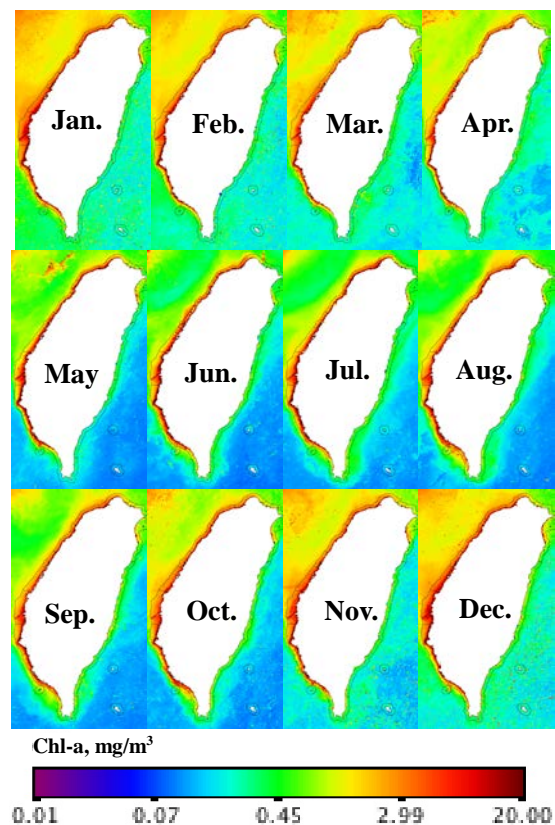 Jan. Feb. Mar. Apr.
May Jun. Jul. Aug.
Sep. Oct. Nov. Dec.
Chl-a, mg/m³
0.01 0.07 0.45 2.99 20.00